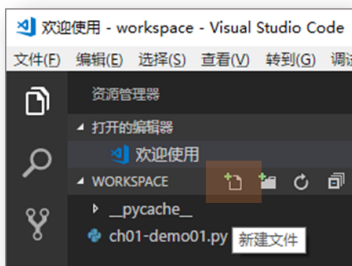 欢迎使用 - workspace - Visual Studio Code
文件(F) 编辑(E) 选择(S) 查看(V) 转到(G) 调
资源管理器
打开的编辑器
欢迎使用
WORKSPACE
__pycache__
ch01-demo01.py
新建文件